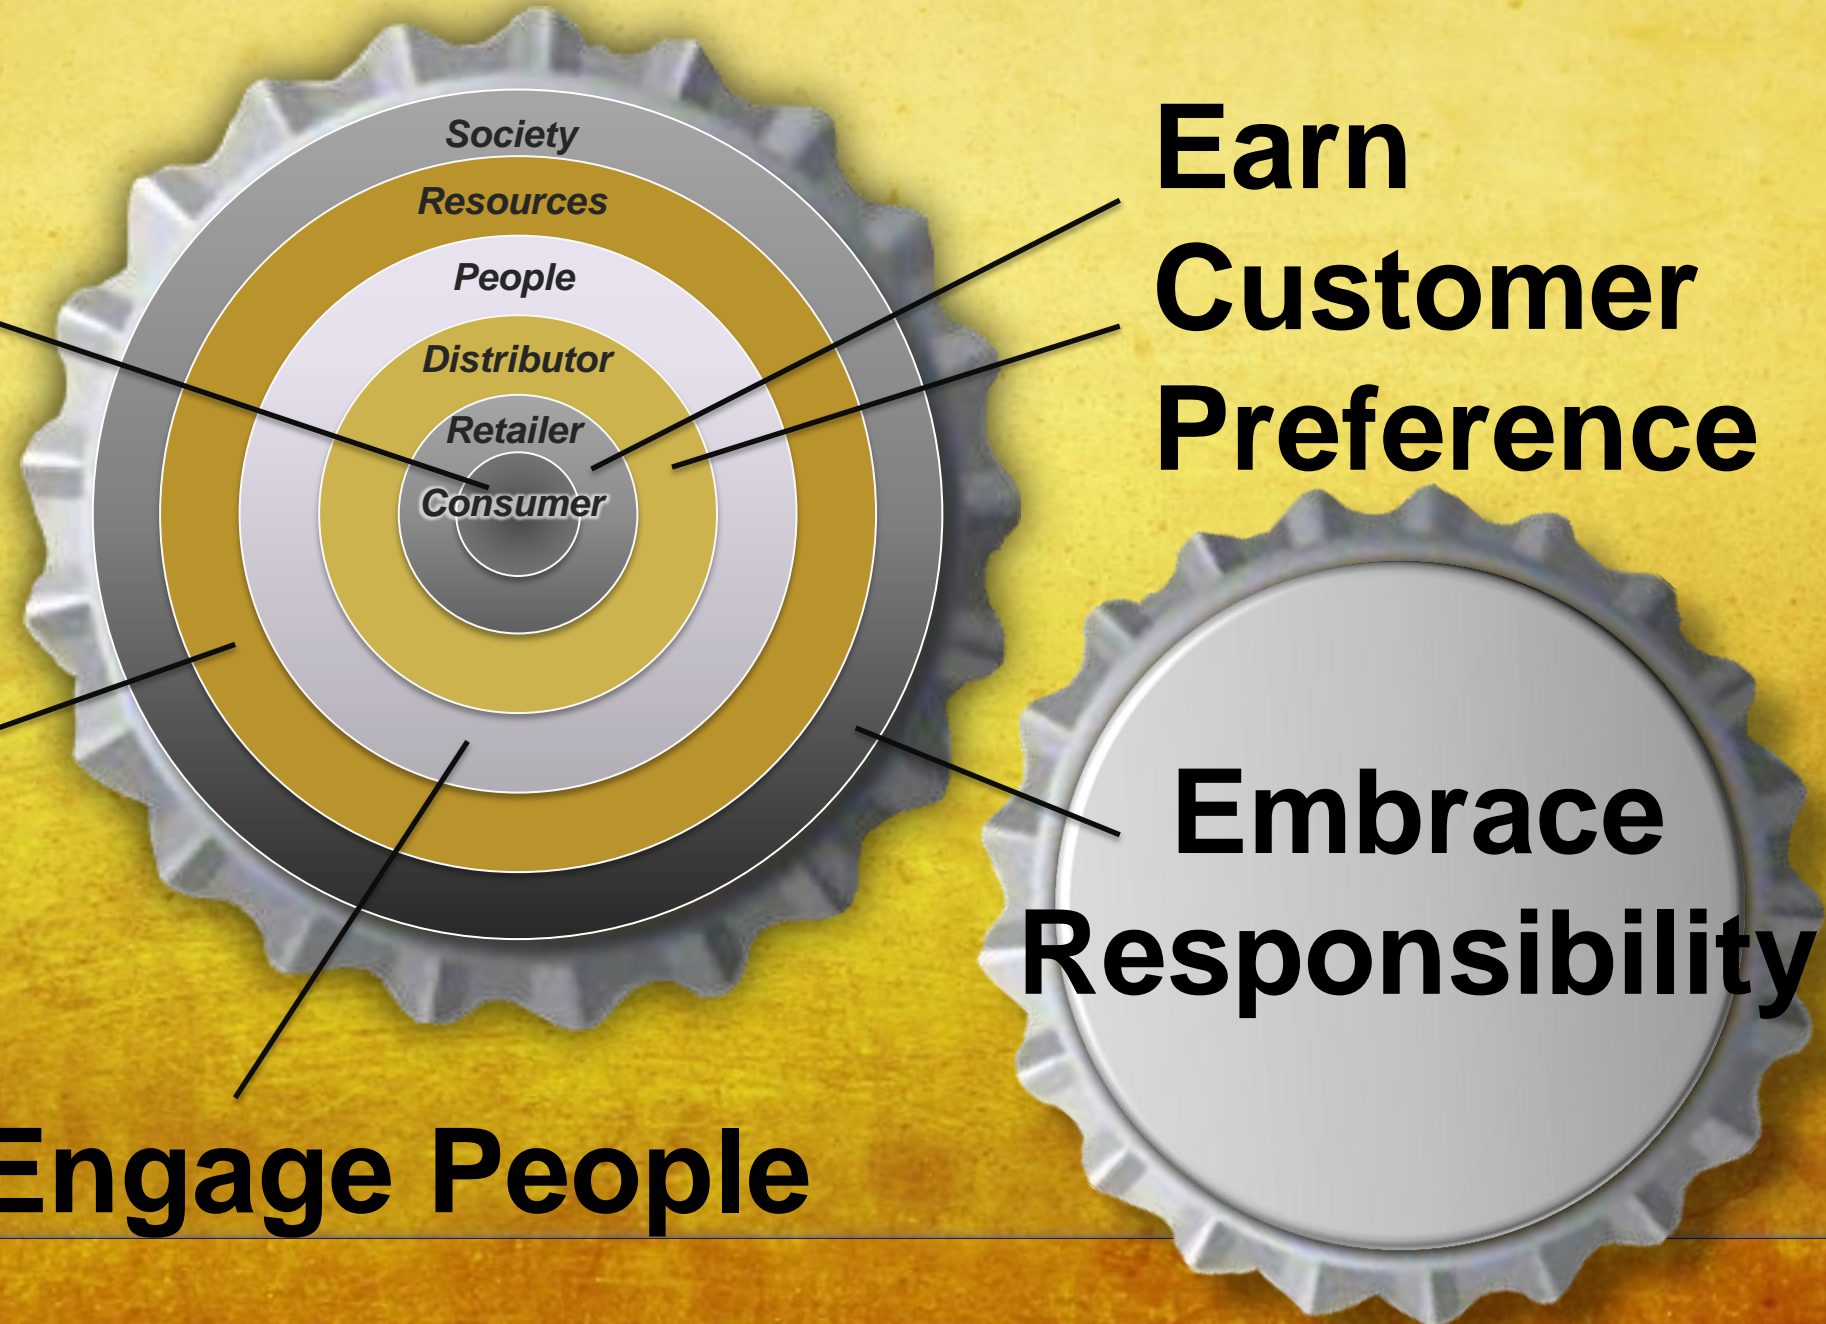 Society
Resources
People
Distributor
Retailer
Consumer
Earn
Customer
Preference
Embrace
Responsibility
Engage People